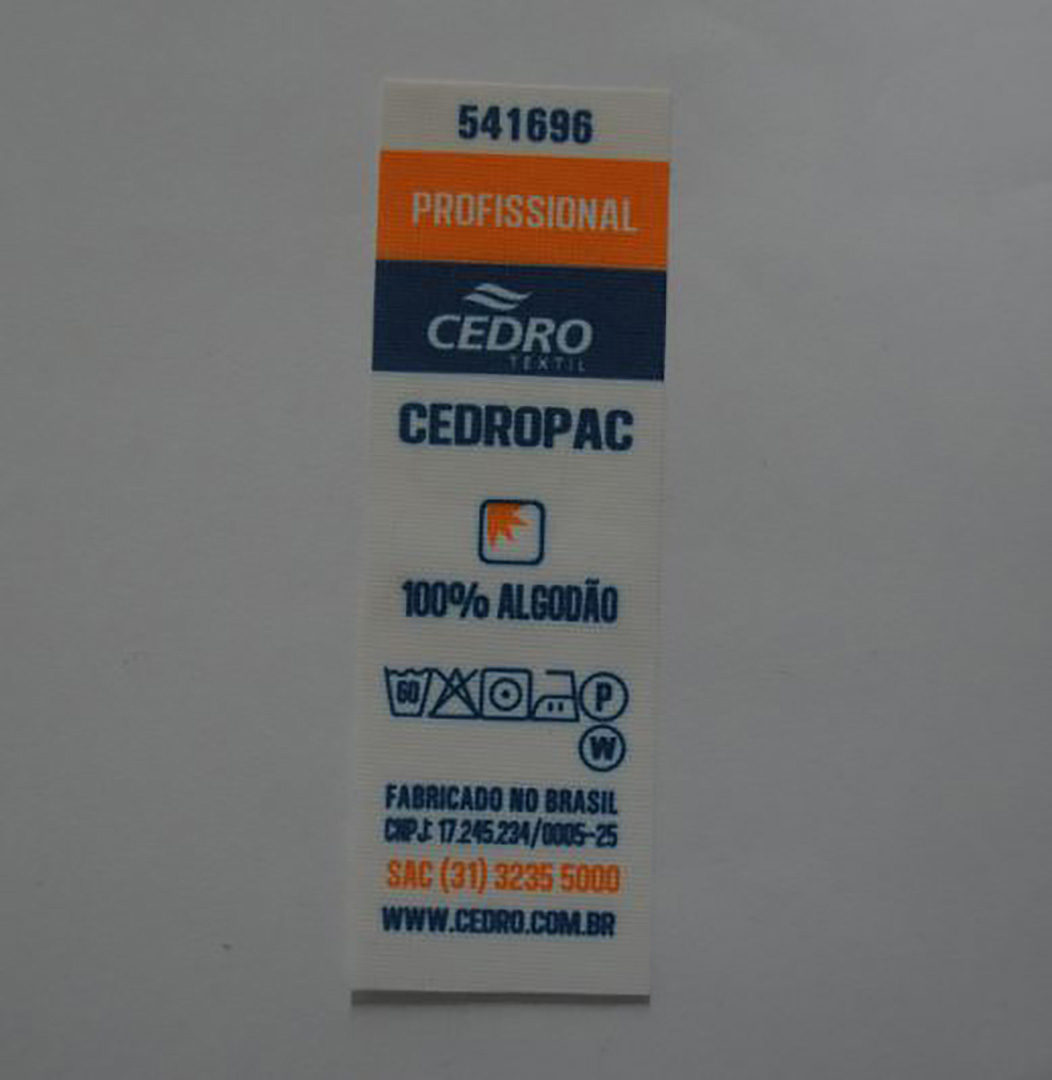 541696
PROFISSIONAL
CEDRO
TEXTIL
CEDROPAC
100% ALGODÃO
60
P
W
FABRICADO NO BRASIL
CNPJ: 17.245.234/0005-25
SAC (31) 3235 5000
WWW.CEDRO.COM.BR